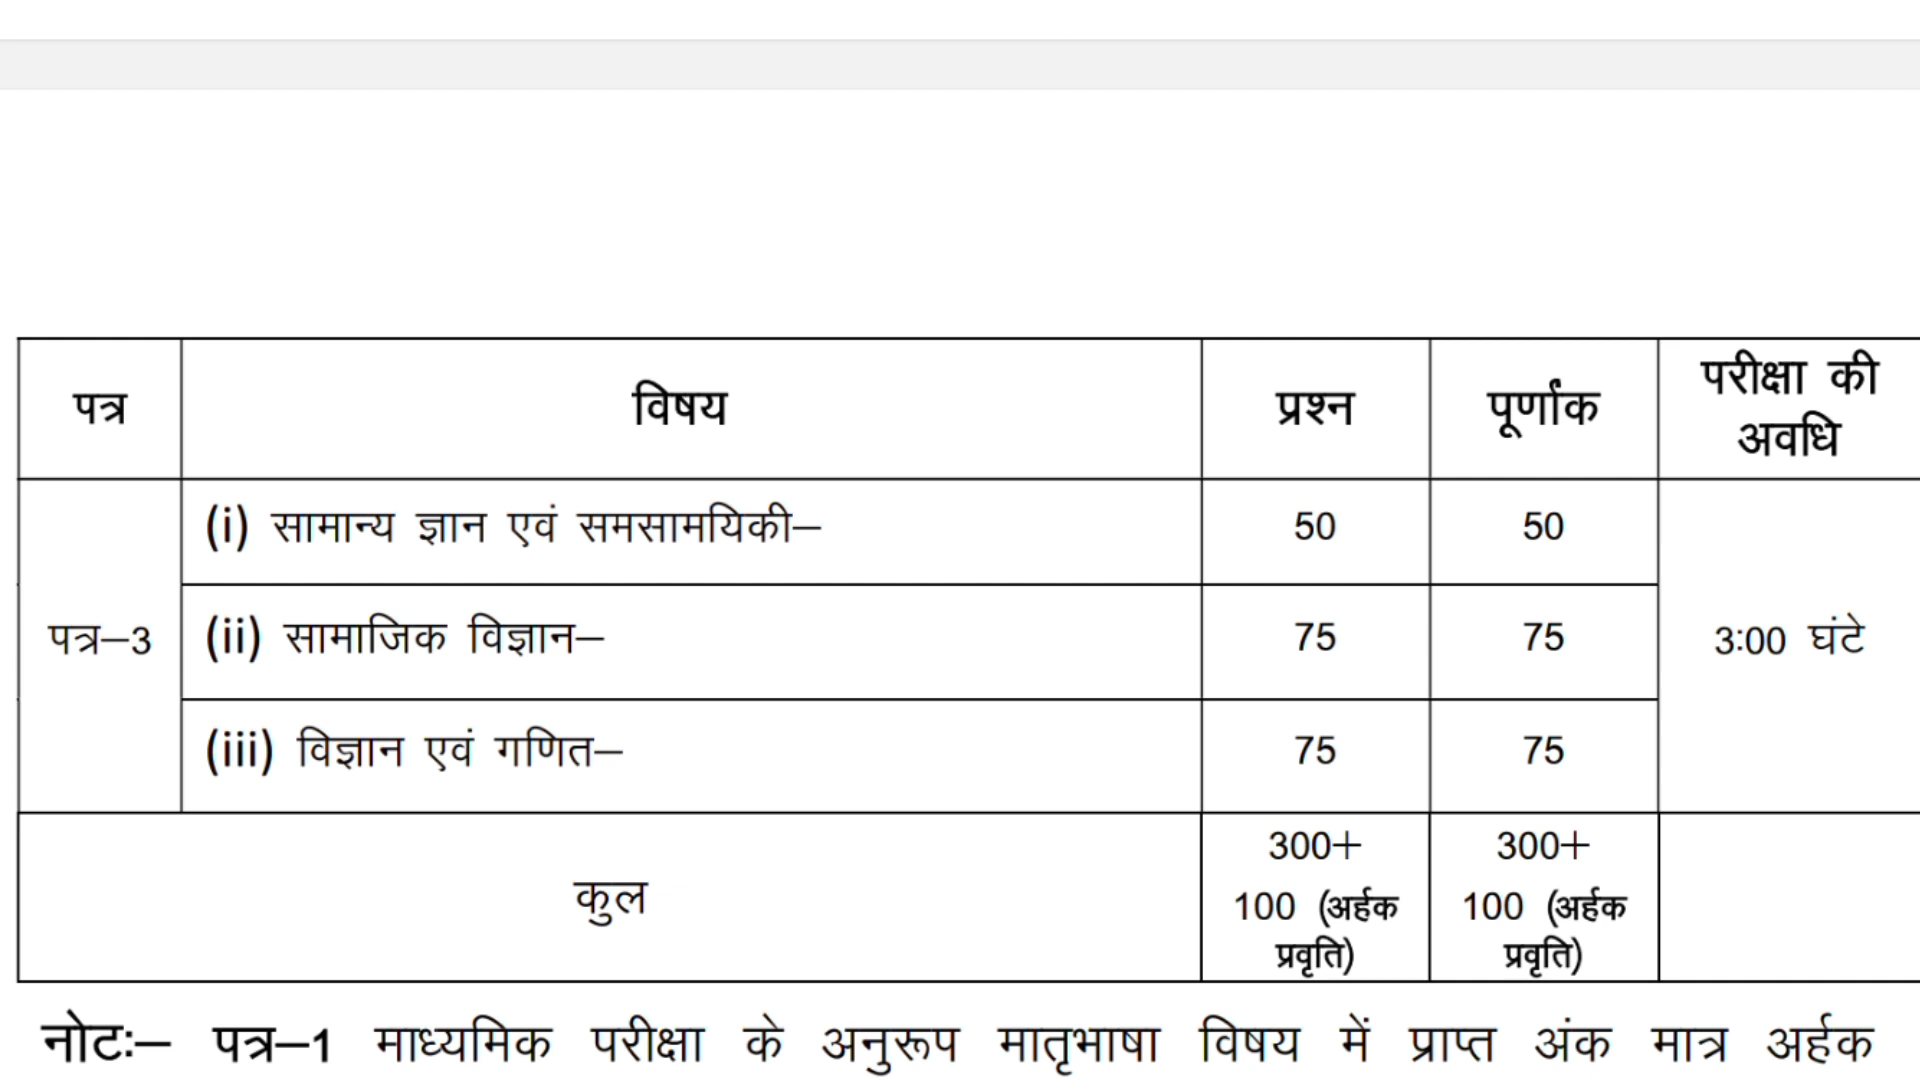 पत्र विषय प्रश्न पूर्णांक परीक्षा की अवधि
पत्र–3
(i) सामान्य ज्ञान एवं समसामयिकी– 50 50
(ii) सामाजिक विज्ञान– 75 75 3:00 घंटे
(iii) विज्ञान एवं गणित– 75 75
कुल
300+
100 (अर्हक
प्रवृति)
300+
100 (अर्हक
प्रवृति)
नोटः– पत्र–1 माध्यमिक परीक्षा के अनुरूप मातृभाषा विषय में प्राप्त अंक मात्र अर्हक